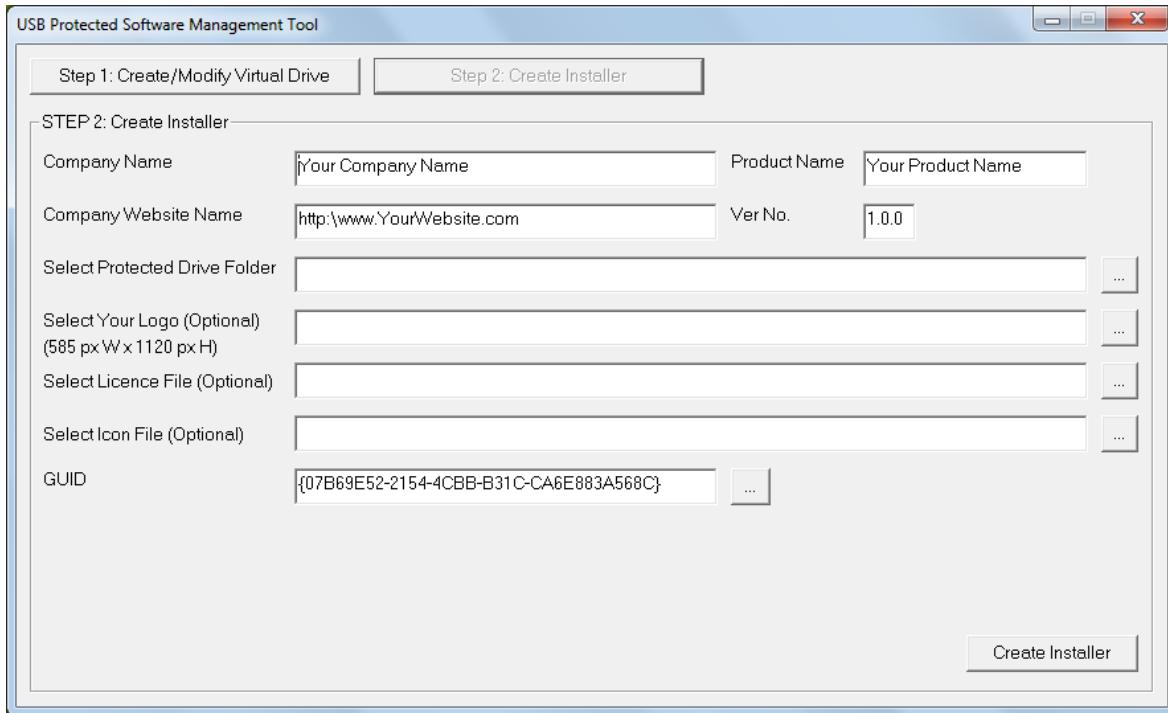 USB Protected Software Management Tool
Step 1: Create/Modify Virtual Drive
Step 2: Create Installer
STEP 2: Create Installer
Company Name
Your Company Name
Product Name
Your Product Name
Company Website Name
http:\www.YourWebsite.com
Ver No.
1.0.0
Select Protected Drive Folder
...
Select Your Logo (Optional)
(585 px W x 1120 px H)
...
Select Licence File (Optional)
...
Select Icon File (Optional)
...
GUID
{07B69E52-2154-4CBB-B31C-CA6E883A568C}
...
Create Installer